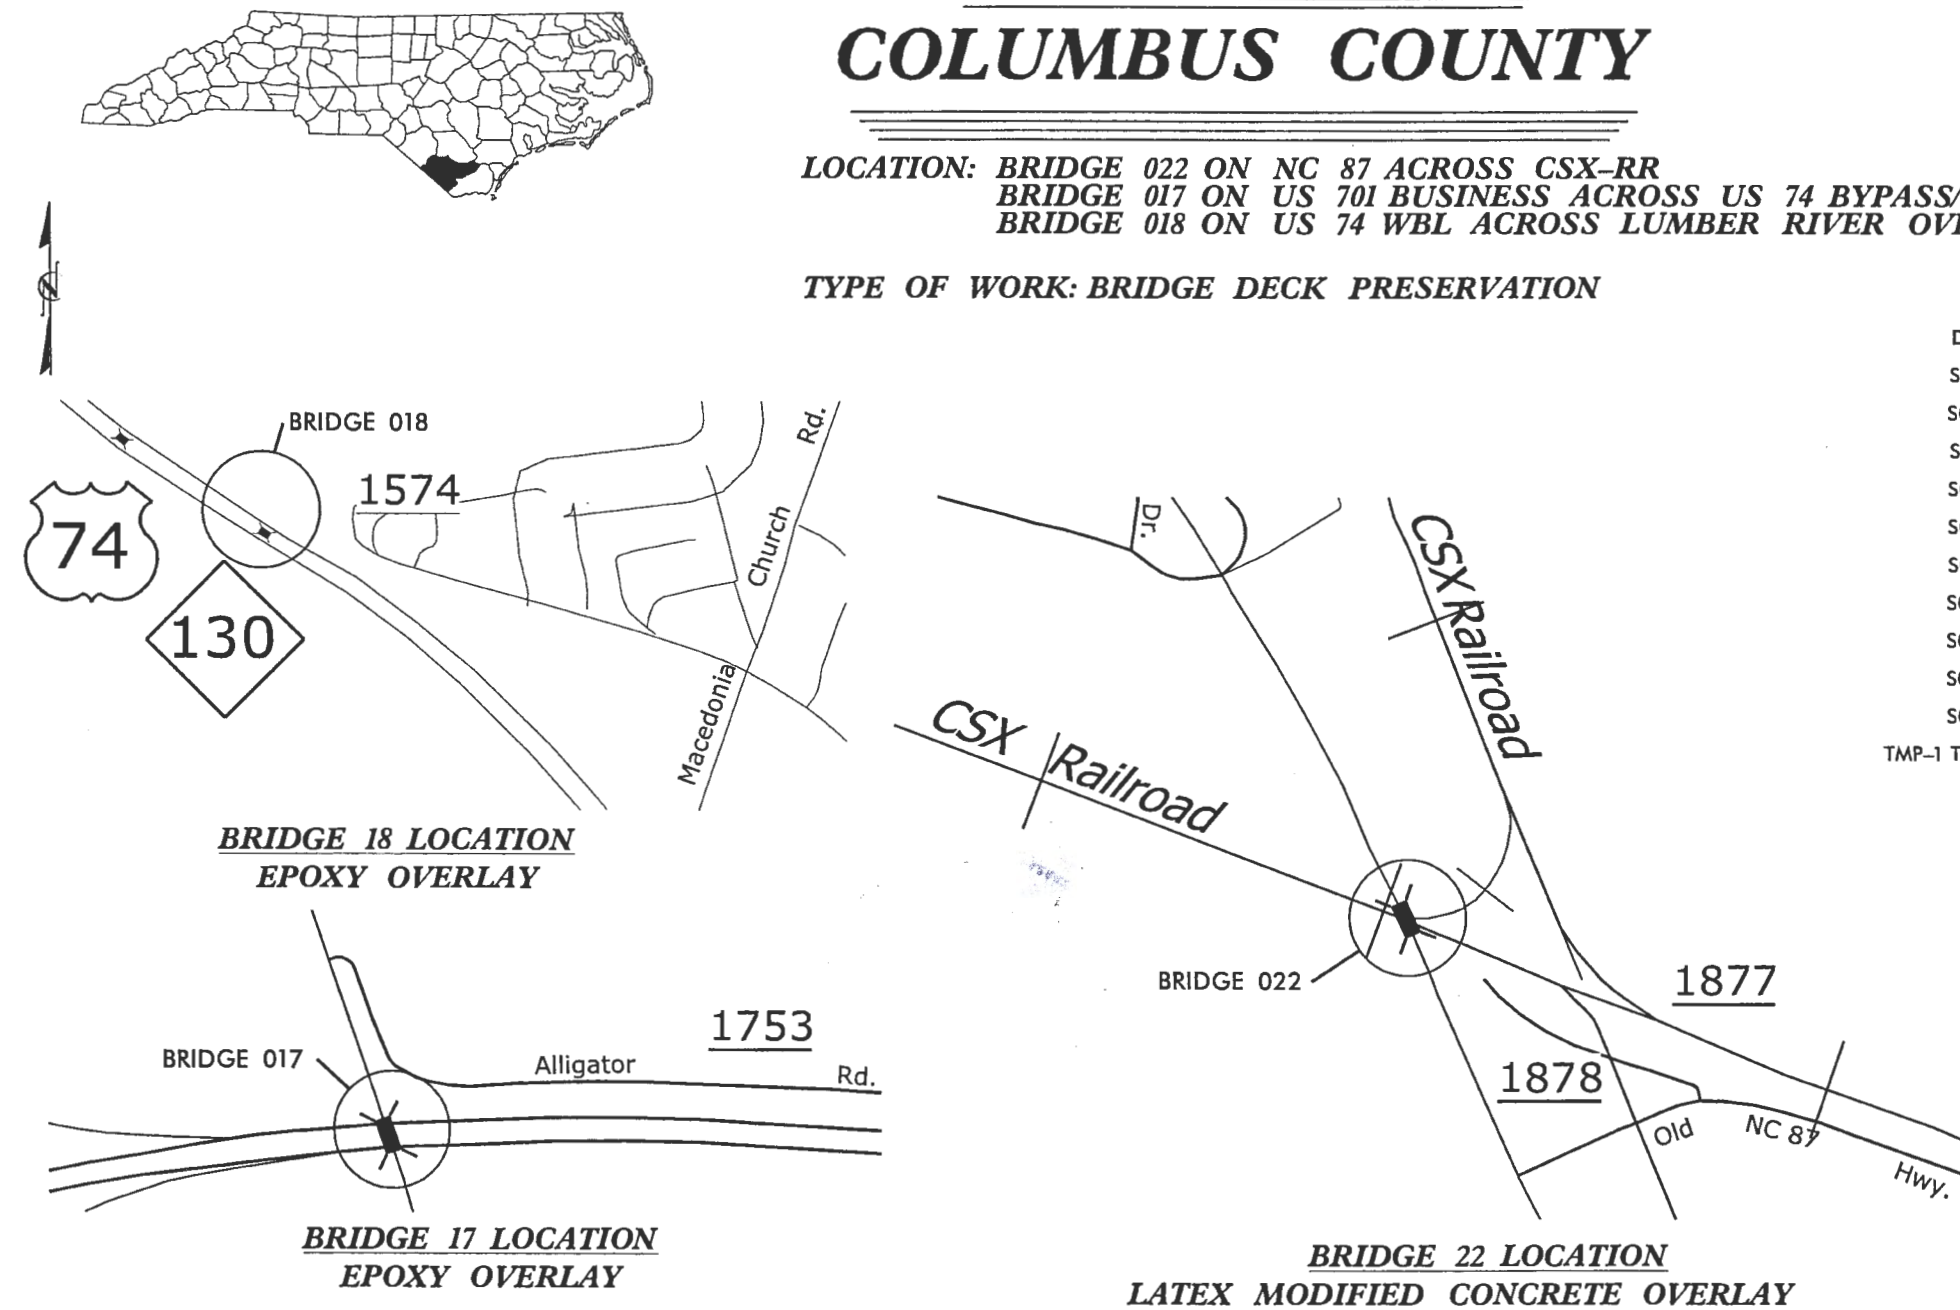 COLUMBUS COUNTY
LOCATION: BRIDGE 022 ON NC 87 ACROSS CSX-RR
BRIDGE 017 ON US 701 BUSINESS ACROSS US 74 BYPASS/
BRIDGE 018 ON US 74 WBL ACROSS LUMBER RIVER
TYPE OF WORK: BRIDGE DECK PRESERVATION
TMP-1
BRIDGE 018
1574
74
130
Church Rd.
Macedonia
BRIDGE 18 LOCATION
EPOXY OVERLAY
BRIDGE 017
1753
Alligator Rd.
BRIDGE 17 LOCATION
EPOXY OVERLAY
Dr.
CSX Railroad
CSX Railroad
BRIDGE 022
1877
1878
Old NC 87 Hwy.
BRIDGE 22 LOCATION
LATEX MODIFIED CONCRETE OVERLAY